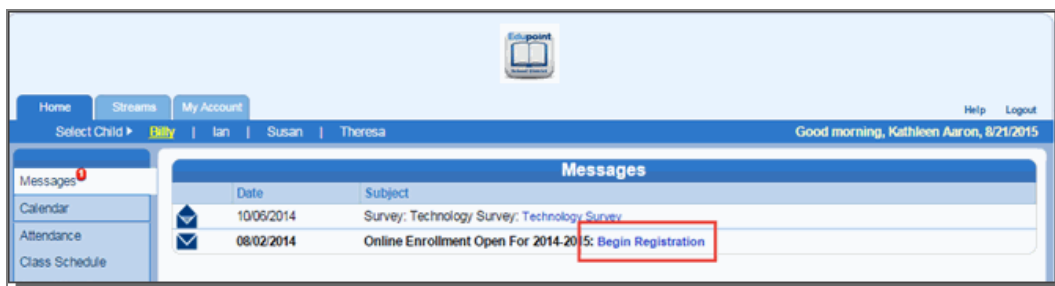 Edupoint
School District
Home Streams My Account
Help Logout
Select Child Billy | Ian | Susan | Theresa
Good morning, Kathleen Aaron, 8/21/2015
Messages 1
Calendar
Attendance
Class Schedule
Messages
Date Subject
10/06/2014 Survey: Technology Survey: Technology Survey
08/02/2014 Online Enrollment Open For 2014-2015: Begin Registration